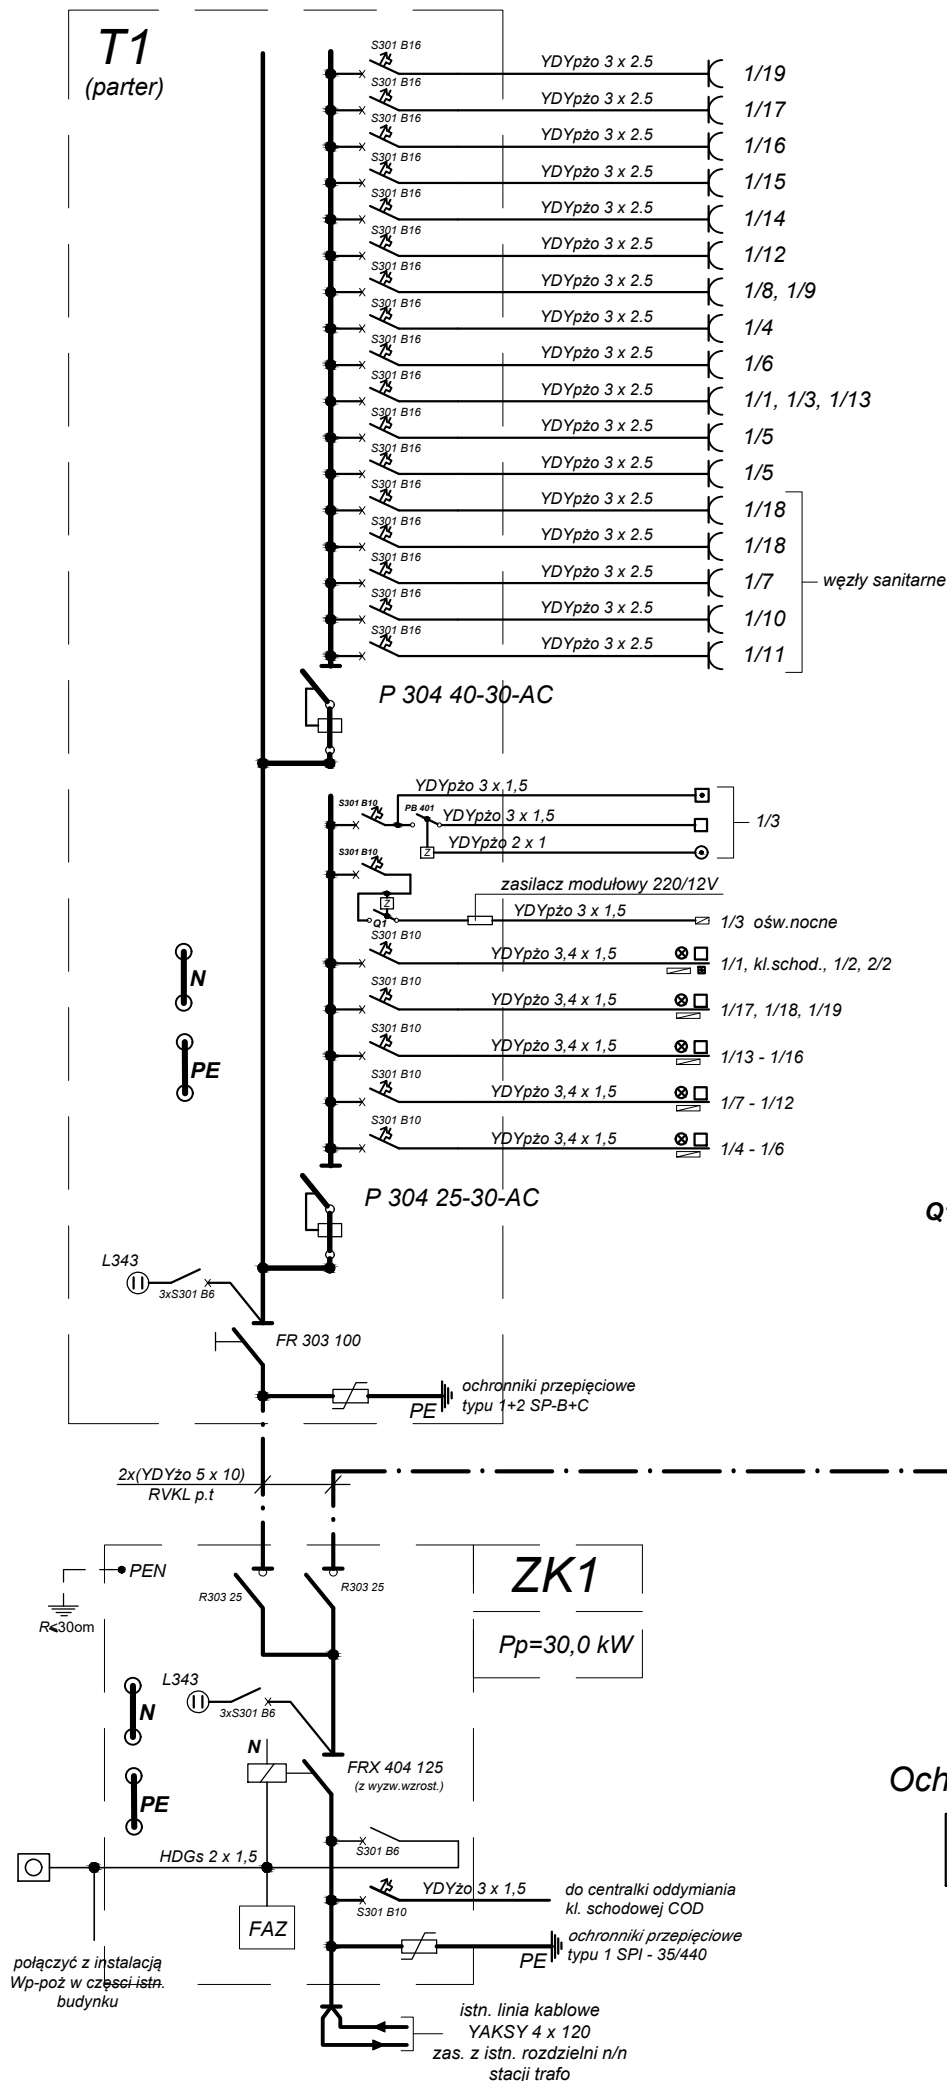 T1
(parter)
S301 B16
YDYpżo 3 x 2.5
1/19
S301 B16
YDYpżo 3 x 2.5
1/17
S301 B16
YDYpżo 3 x 2.5
1/16
S301 B16
YDYpżo 3 x 2.5
1/15
S301 B16
YDYpżo 3 x 2.5
1/14
S301 B16
YDYpżo 3 x 2.5
1/12
S301 B16
YDYpżo 3 x 2.5
1/8, 1/9
S301 B16
YDYpżo 3 x 2.5
1/4
S301 B16
YDYpżo 3 x 2.5
1/6
S301 B16
YDYpżo 3 x 2.5
1/1, 1/3, 1/13
S301 B16
YDYpżo 3 x 2.5
1/5
S301 B16
YDYpżo 3 x 2.5
1/5
S301 B16
YDYpżo 3 x 2.5
1/18
S301 B16
YDYpżo 3 x 2.5
1/18
S301 B16
YDYpżo 3 x 2.5
1/7
węzły sanitarne
S301 B16
YDYpżo 3 x 2.5
1/10
S301 B16
YDYpżo 3 x 2.5
1/11
P 304 40-30-AC
YDYpżo 3 x 1,5
S301 B10
PB 401
YDYpżo 3 x 1,5
1/3
YDYpżo 2 x 1
Z
S301 B10
zasilacz modułowy 220/12V
Z
Q1
YDYpżo 3 x 1,5
1/3 ośw.nocne
S301 B10
YDYpżo 3,4 x 1,5
1/1, kl.schod., 1/2, 2/2
S301 B10
YDYpżo 3,4 x 1,5
1/17, 1/18, 1/19
S301 B10
YDYpżo 3,4 x 1,5
1/13 - 1/16
S301 B10
YDYpżo 3,4 x 1,5
1/7 - 1/12
S301 B10
YDYpżo 3,4 x 1,5
1/4 - 1/6
N
PE
P 304 25-30-AC
L343
3xS301 B6
FR 303 100
ochronniki przepięciowe
typu 1+2 SP-B+C
PE
2x(YDYżo 5 x 10)
RVKL p.t
PEN
R<30om
R303 25
R303 25
ZK1
Pp=30,0 kW
L343
3xS301 B6
N
PE
N
FRX 404 125
(z wyzw.wzrost.)
S301 B6
HDGs 2 x 1,5
FAZ
YDYżo 3 x 1,5
S301 B10
do centralki oddymiania
kl. schodowej COD
ochronniki przepięciowe
typu 1 SPI - 35/440
PE
połączyć z instalacją
Wp-poż w częsci istn.
budynku
istn. linia kablowe
YAKSY 4 x 120
zas. z istn. rozdzielni n/n
stacji trafo
Och